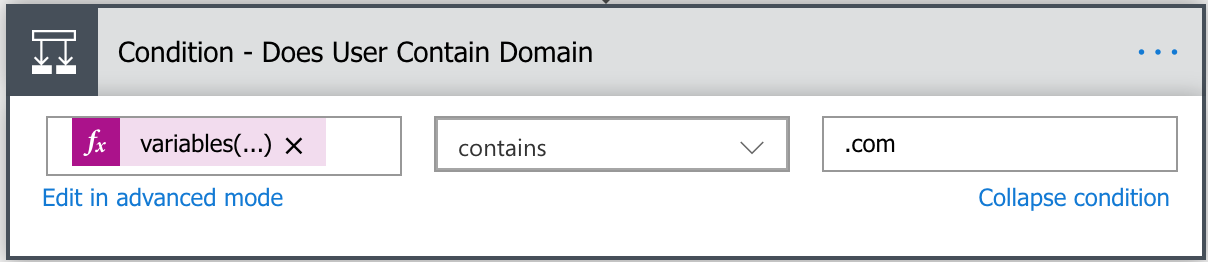 Condition - Does User Contain Domain
fx variables(...) contains .com
Edit in advanced mode Collapse condition